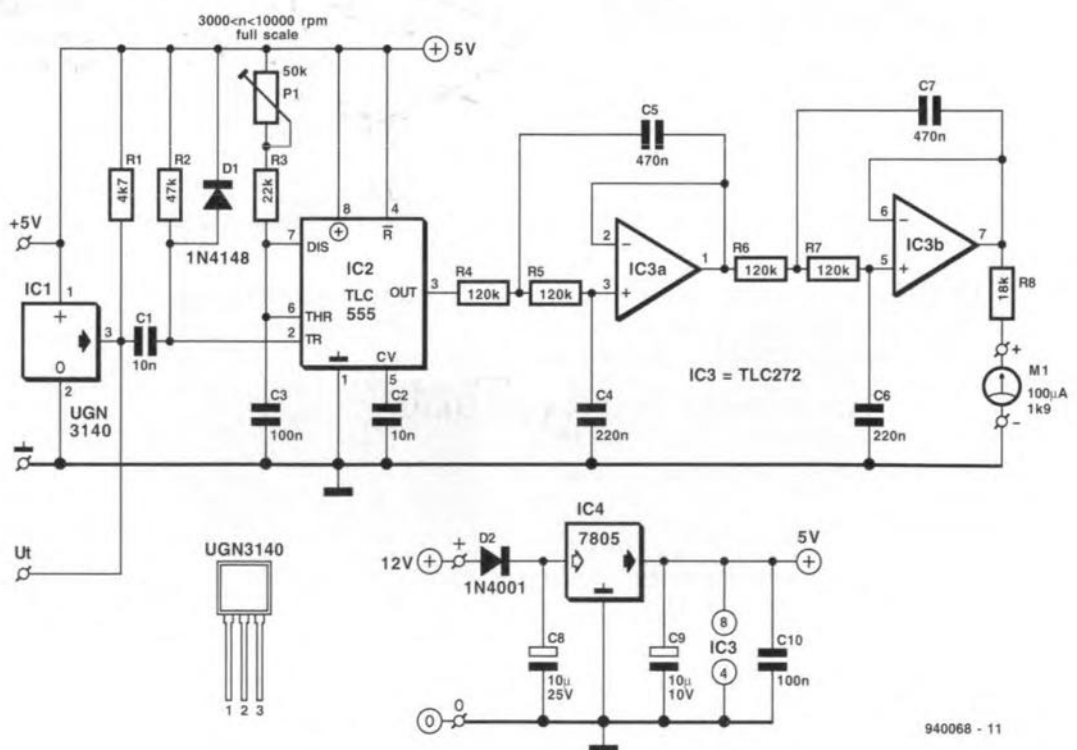 3000<n<10000 rpm
full scale
5V
50k
P1
C5
470n
C7
470n
R1
4k7
R2
47k
D1
1N4148
R3
22k
8
4
R
7
DIS
IC2
TLC
555
OUT
3
6
THR
2
TR
CV
1
5
+5V
IC1
1
+
3
0
2
UGN
3140
C1
10n
C3
100n
C2
10n
R4
120k
R5
120k
2
−
IC3a
1
3
+
C4
220n
R6
120k
R7
120k
6
−
IC3b
7
5
+
C6
220n
R8
18k
IC3 = TLC272
+
M1
100µA
1k9
−
Ut
UGN3140
1 2 3
12V
+
D2
1N4001
IC4
7805
5V
C8
10µ
25V
C9
10µ
10V
8
IC3
4
C10
100n
0
0
940068 - 11